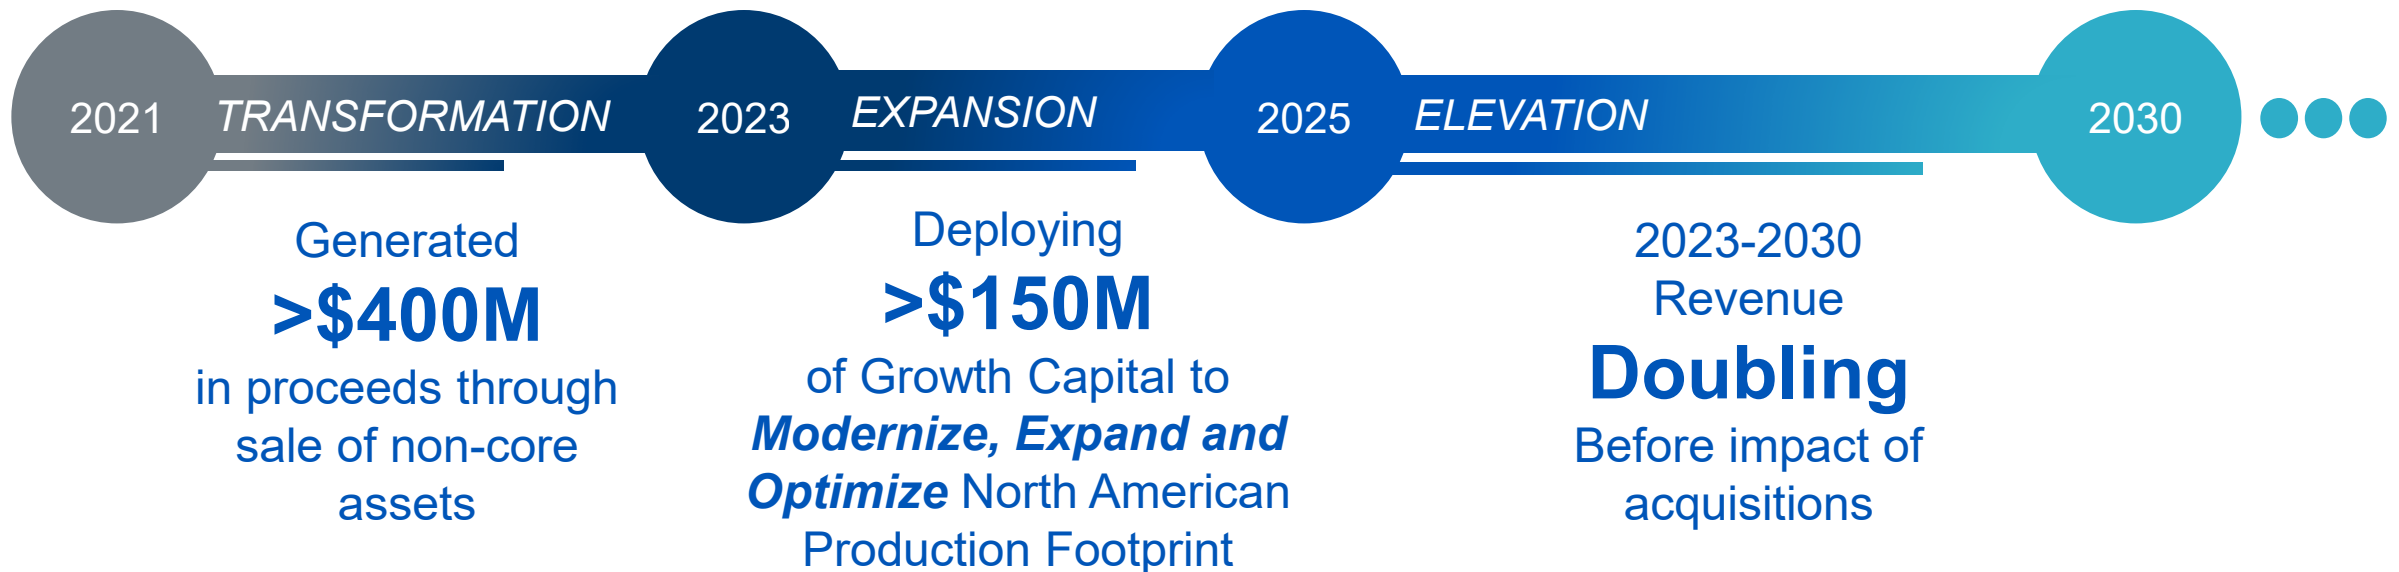 2021
TRANSFORMATION
2023
EXPANSION
2025
ELEVATION
2030
Generated
>$400M
in proceeds through
sale of non-core
assets
Deploying
>$150M
of Growth Capital to
Modernize, Expand and
Optimize North American
Production Footprint
2023-2030
Revenue
Doubling
Before impact of
acquisitions